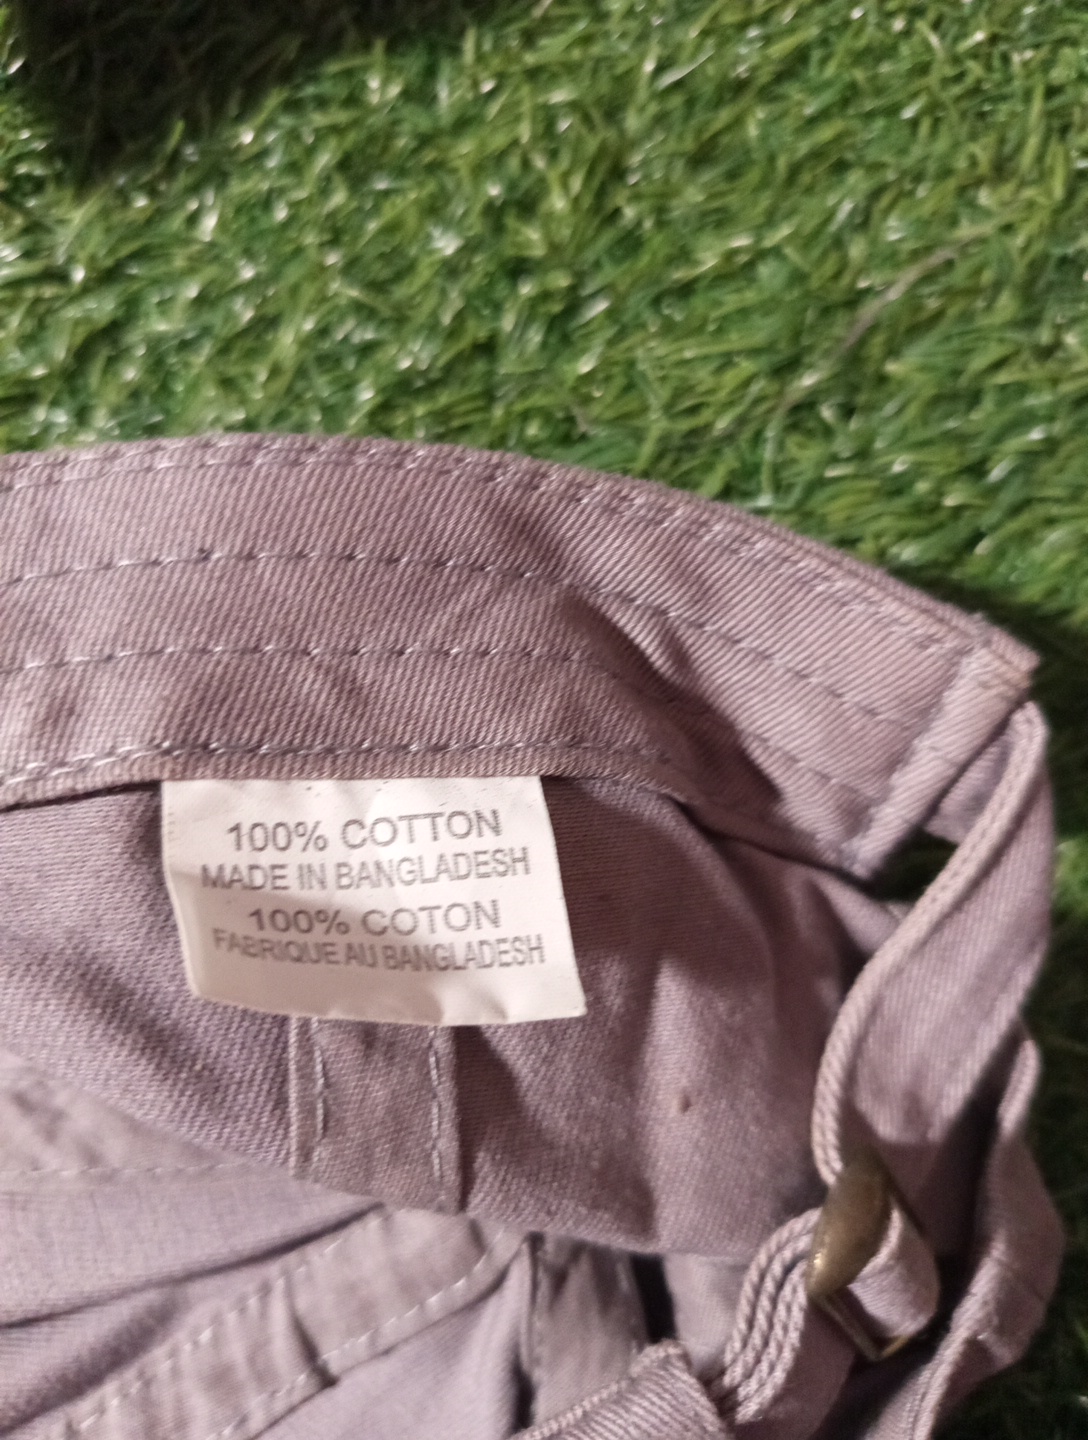 100% COTTON
MADE IN BANGLADESH
100% COTON
FABRIQUE AU BANGLADESH